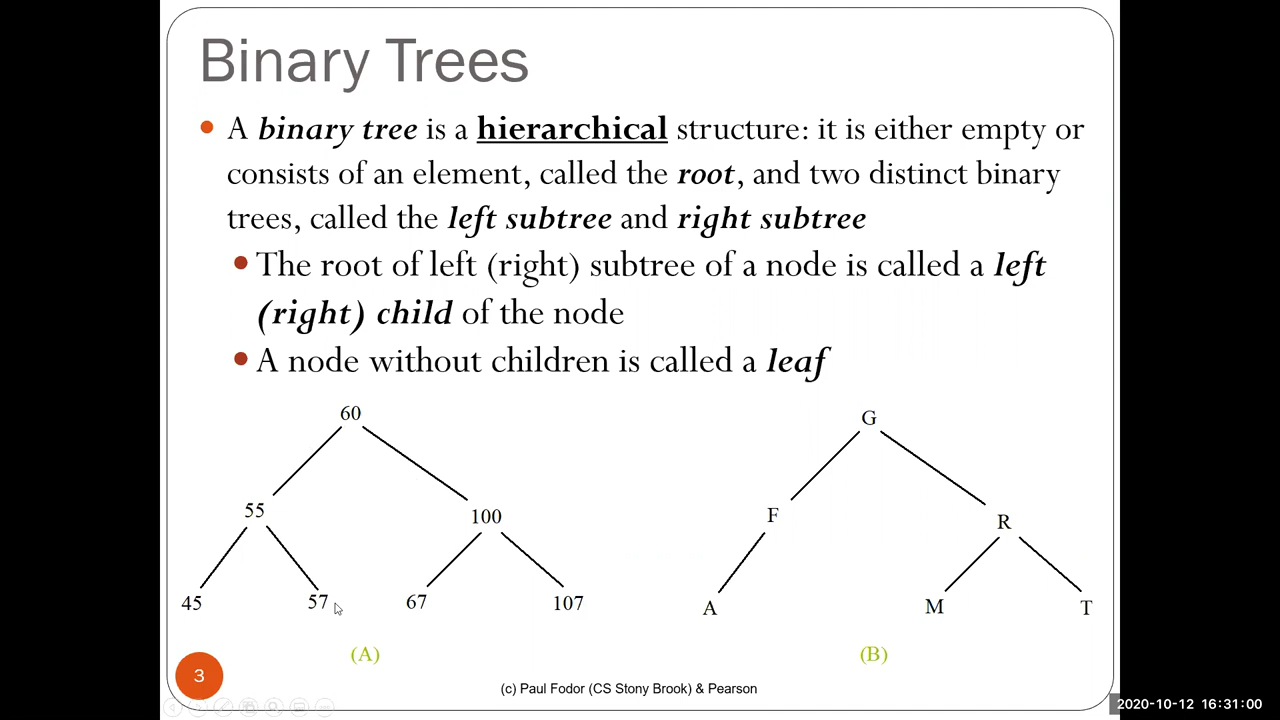 Binary Trees
• A binary tree is a hierarchical structure: it is either empty or
consists of an element, called the root, and two distinct binary
trees, called the left subtree and right subtree
• The root of left (right) subtree of a node is called a left
(right) child of the node
• A node without children is called a leaf
60
55 100
45 57 67 107
(A)
G
F R
A M T
(B)
3
(c) Paul Fodor (CS Stony Brook) & Pearson
2020-10-12 16:31:00